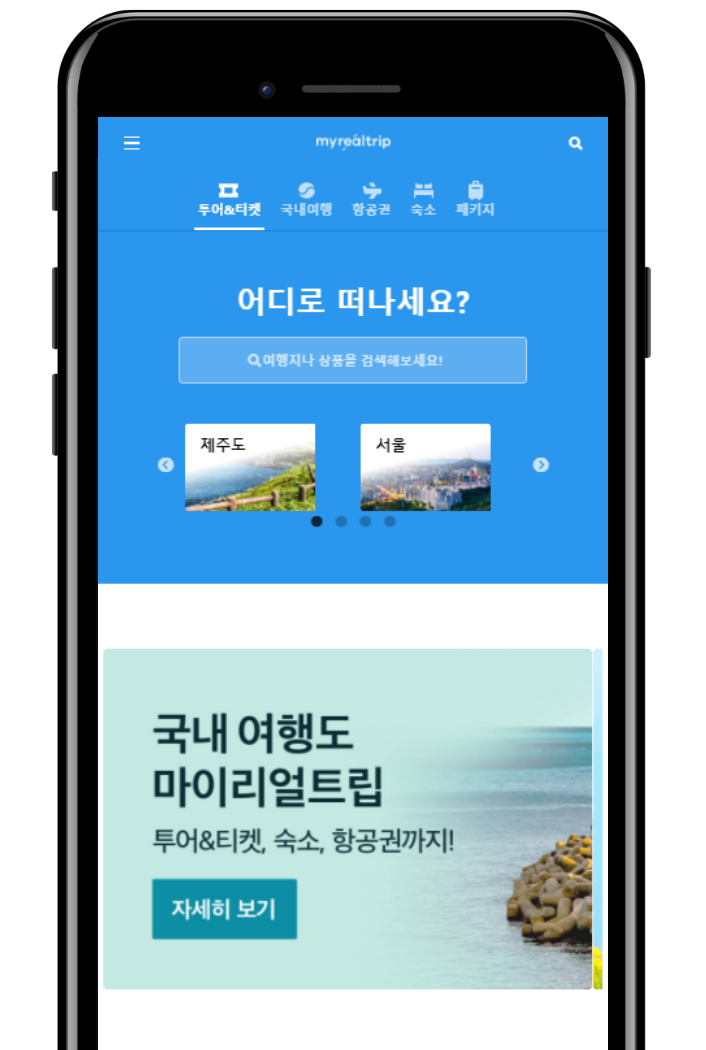 myrealtrip
투어&티켓 국내여행 항공권 숙소 패키지
어디로 떠나세요?
여행지나 상품을 검색해보세요!
제주도 서울
국내 여행도
마이리얼트립
투어&티켓, 숙소, 항공권까지!
자세히 보기